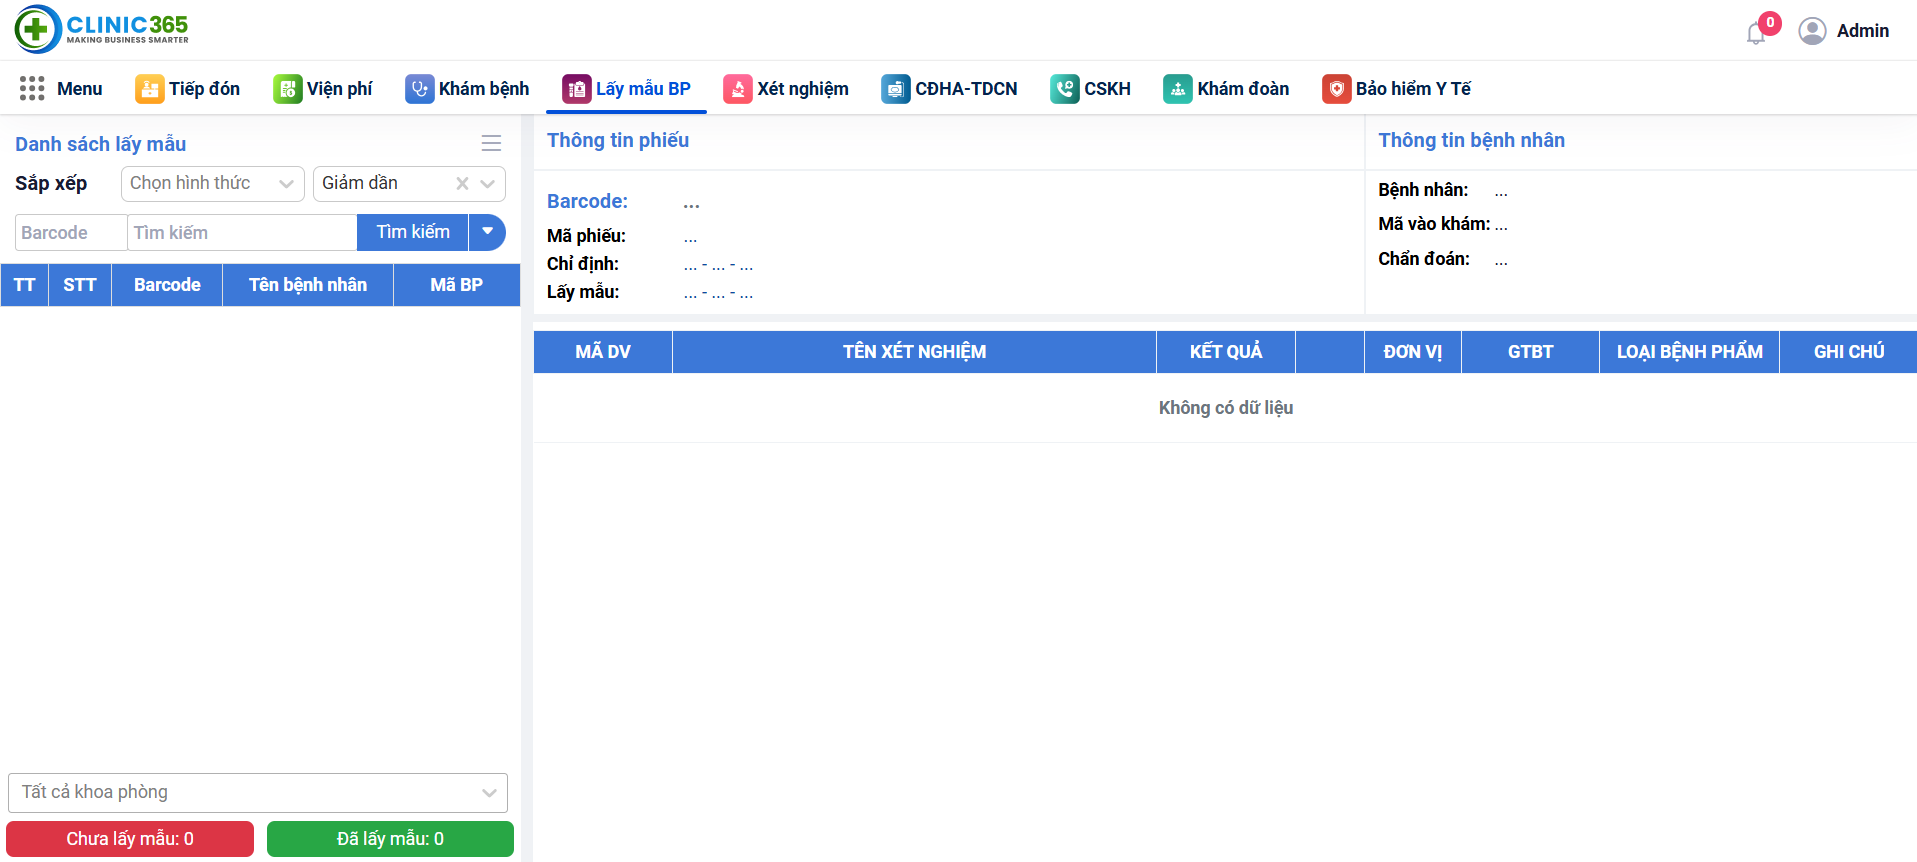 CLINIC365
MAKING BUSINESS SMARTER
0
Admin
Menu
Tiếp đón
Viện phí
Khám bệnh
Lấy mẫu BP
Xét nghiệm
CĐHA-TDCN
CSKH
Khám đoàn
Bảo hiểm Y Tế
Danh sách lấy mẫu
Sắp xếp
Chọn hình thức
Giảm dần
Barcode
Tìm kiếm
Tìm kiếm
TT STT Barcode Tên bệnh nhân Mã BP
Tất cả khoa phòng
Chưa lấy mẫu: 0
Đã lấy mẫu: 0
Thông tin phiếu
Barcode: ...
Mã phiếu: ...
Chỉ định: ... - ... - ...
Lấy mẫu: ... - ... - ...
Thông tin bệnh nhân
Bệnh nhân: ...
Mã vào khám: ...
Chẩn đoán: ...
MÃ DV TÊN XÉT NGHIỆM KẾT QUẢ ĐƠN VỊ GTBT LOẠI BỆNH PHẨM GHI CHÚ
Không có dữ liệu